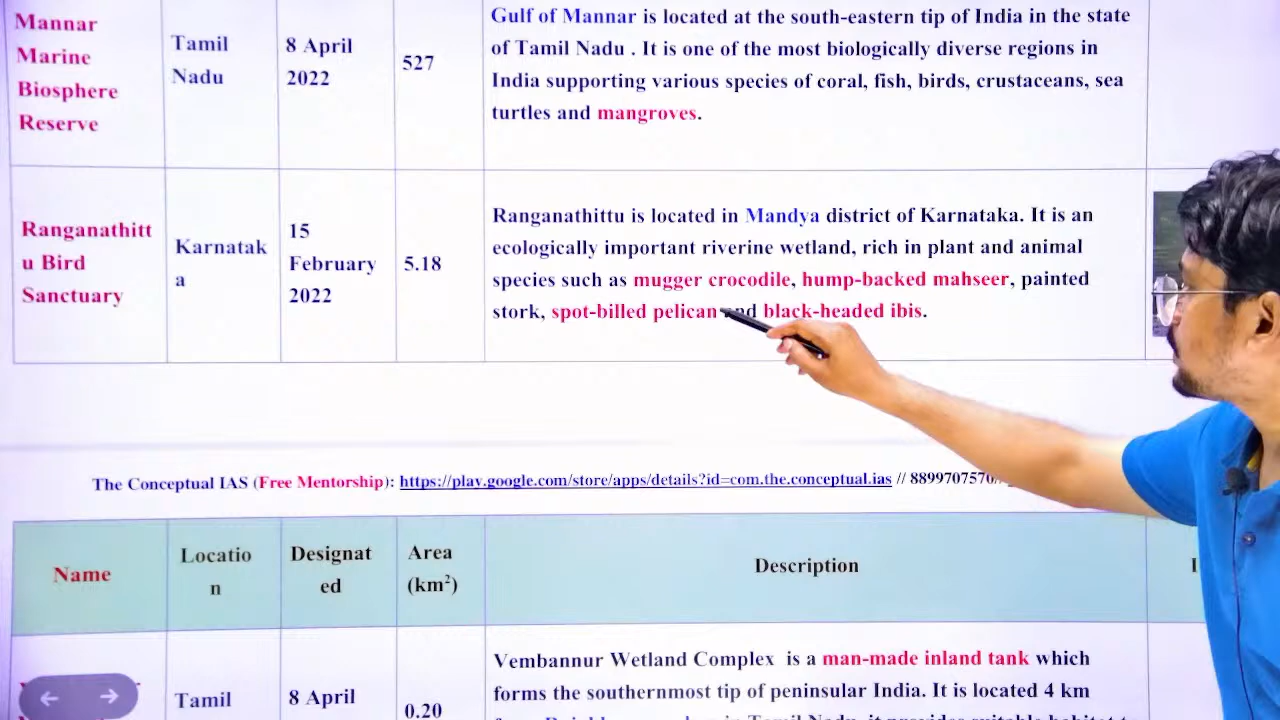 Mannar
Marine
Biosphere
Reserve
Tamil
Nadu
8 April
2022
527
Gulf of Mannar is located at the south-eastern tip of India in the state
of Tamil Nadu . It is one of the most biologically diverse regions in
India supporting various species of coral, fish, birds, crustaceans, sea
turtles and mangroves.
Ranganathitt
u Bird
Sanctuary
Karnatak
a
15
February
2022
5.18
Ranganathittu is located in Mandya district of Karnataka. It is an
ecologically important riverine wetland, rich in plant and animal
species such as mugger crocodile, hump-backed mahseer, painted
stork, spot-billed pelican and black-headed ibis.
The Conceptual IAS (Free Mentorship): https://play.google.com/store/apps/details?id=com.the.conceptual.ias // 8899707570
Name
Locatio
n
Designat
ed
Area
(km²)
Description
Tamil
8 April
0.20
Vembannur Wetland Complex is a man-made inland tank which
forms the southernmost tip of peninsular India. It is located 4 km